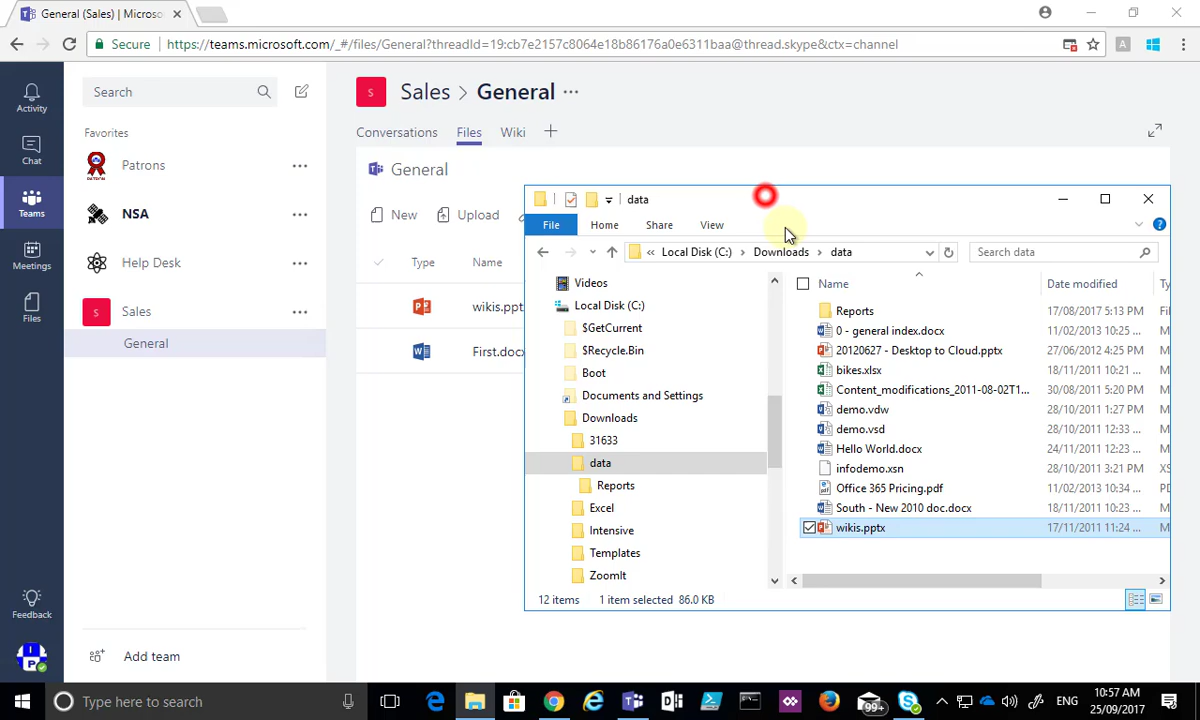 General (Sales) | Microso
Secure | https://teams.microsoft.com/_#/files/General?threadId=19:cb7e2157c8064e18b86176a0e6311baa@thread.skype&ctx=channel
A
Activity
Chat
Teams
Meetings
Files
Feedback
Search
Favorites
Patrons
NSA
Help Desk
S
Sales
General
Add team
S
Sales > General
Conversations Files Wiki
General
New Upload
Type Name
wikis.ppt
First.docx
data
File Home Share View
« Local Disk (C:) > Downloads > data
Search data
Videos
Local Disk (C:)
$GetCurrent
$Recycle.Bin
Boot
Documents and Settings
Downloads
31633
data
Reports
Excel
Intensive
Templates
ZoomIt
Name Date modified Ty
Reports 17/08/2017 5:13 PM Fil
0 - general index.docx 11/02/2013 10:25 ... M
20120627 - Desktop to Cloud.pptx 27/06/2012 4:25 PM M
bikes.xlsx 18/11/2011 10:21 ... M
Content_modifications_2011-08-02T1... 30/08/2011 5:20 PM M
demo.vdw 28/10/2011 1:27 PM M
demo.vsd 28/10/2011 12:33 ... M
Hello World.docx 24/11/2011 12:23 ... M
infodemo.xsn 28/10/2011 3:21 PM XS
Office 365 Pricing.pdf 11/02/2013 10:34 ... PD
South - New 2010 doc.docx 18/11/2011 10:23 ... M
wikis.pptx 17/11/2011 11:24 ... M
12 items 1 item selected 86.0 KB
Type here to search
99+
ENG
10:57 AM
25/09/2017